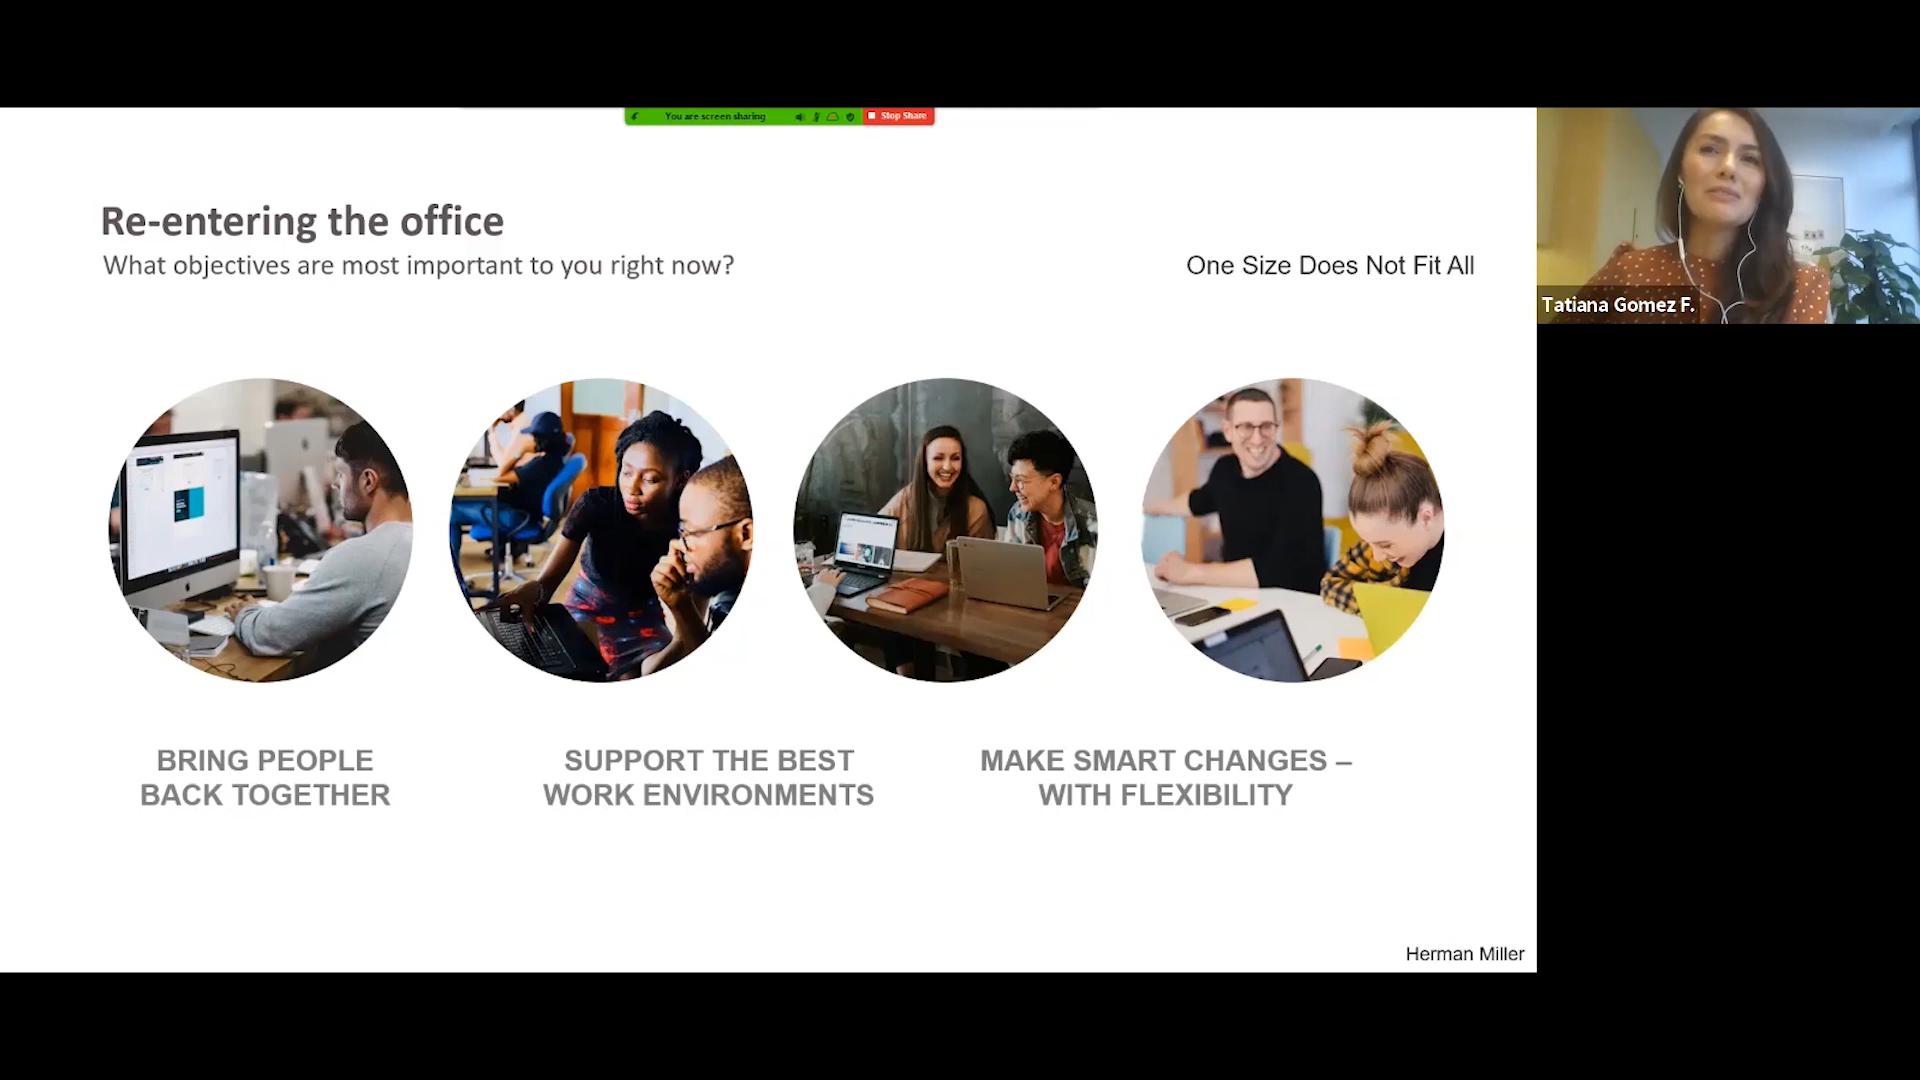 You are screen sharing
Stop Share
Re-entering the office
What objectives are most important to you right now?
One Size Does Not Fit All
Tatiana Gomez F.
BRING PEOPLE
BACK TOGETHER
SUPPORT THE BEST
WORK ENVIRONMENTS
MAKE SMART CHANGES –
WITH FLEXIBILITY
Herman Miller